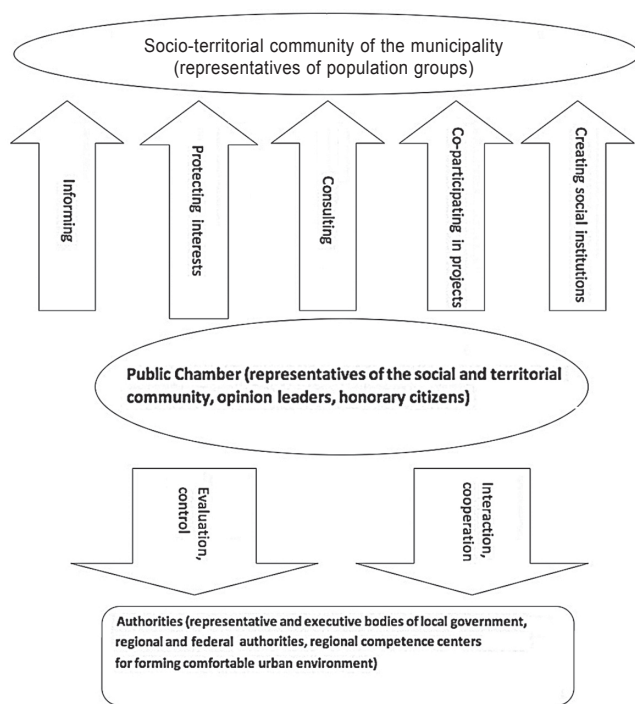 Socio-territorial community of the municipality
(representatives of population groups)
Informing
Protecting
interests
Consulting
Co-participating
in projects
Creating social
institutions
Public Chamber (representatives of the social and territorial
community, opinion leaders, honorary citizens)
Evaluation,
control
Interaction,
cooperation
Authorities (representative and executive bodies of local government,
regional and federal authorities, regional competence centers
for forming comfortable urban environment)